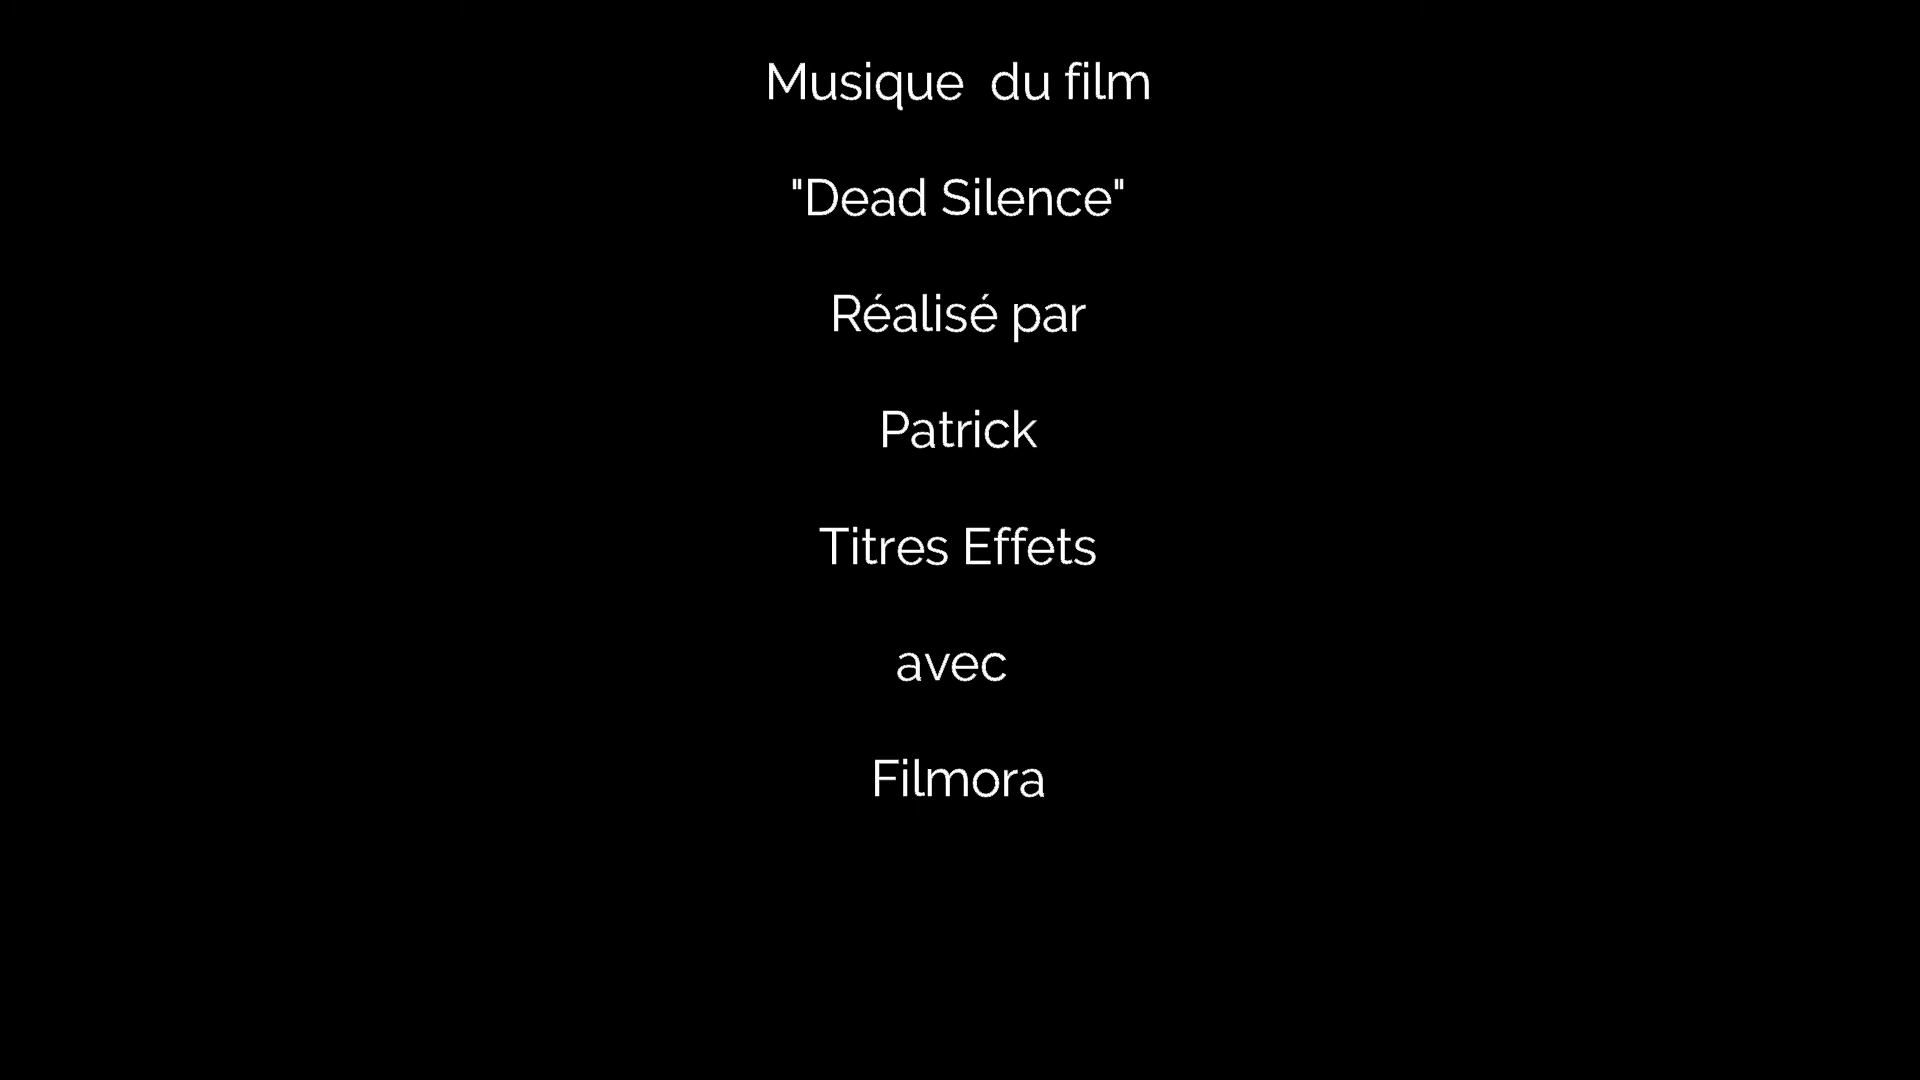 Musique  du film
"Dead Silence"
Réalisé par
Patrick
Titres Effets
avec
Filmora